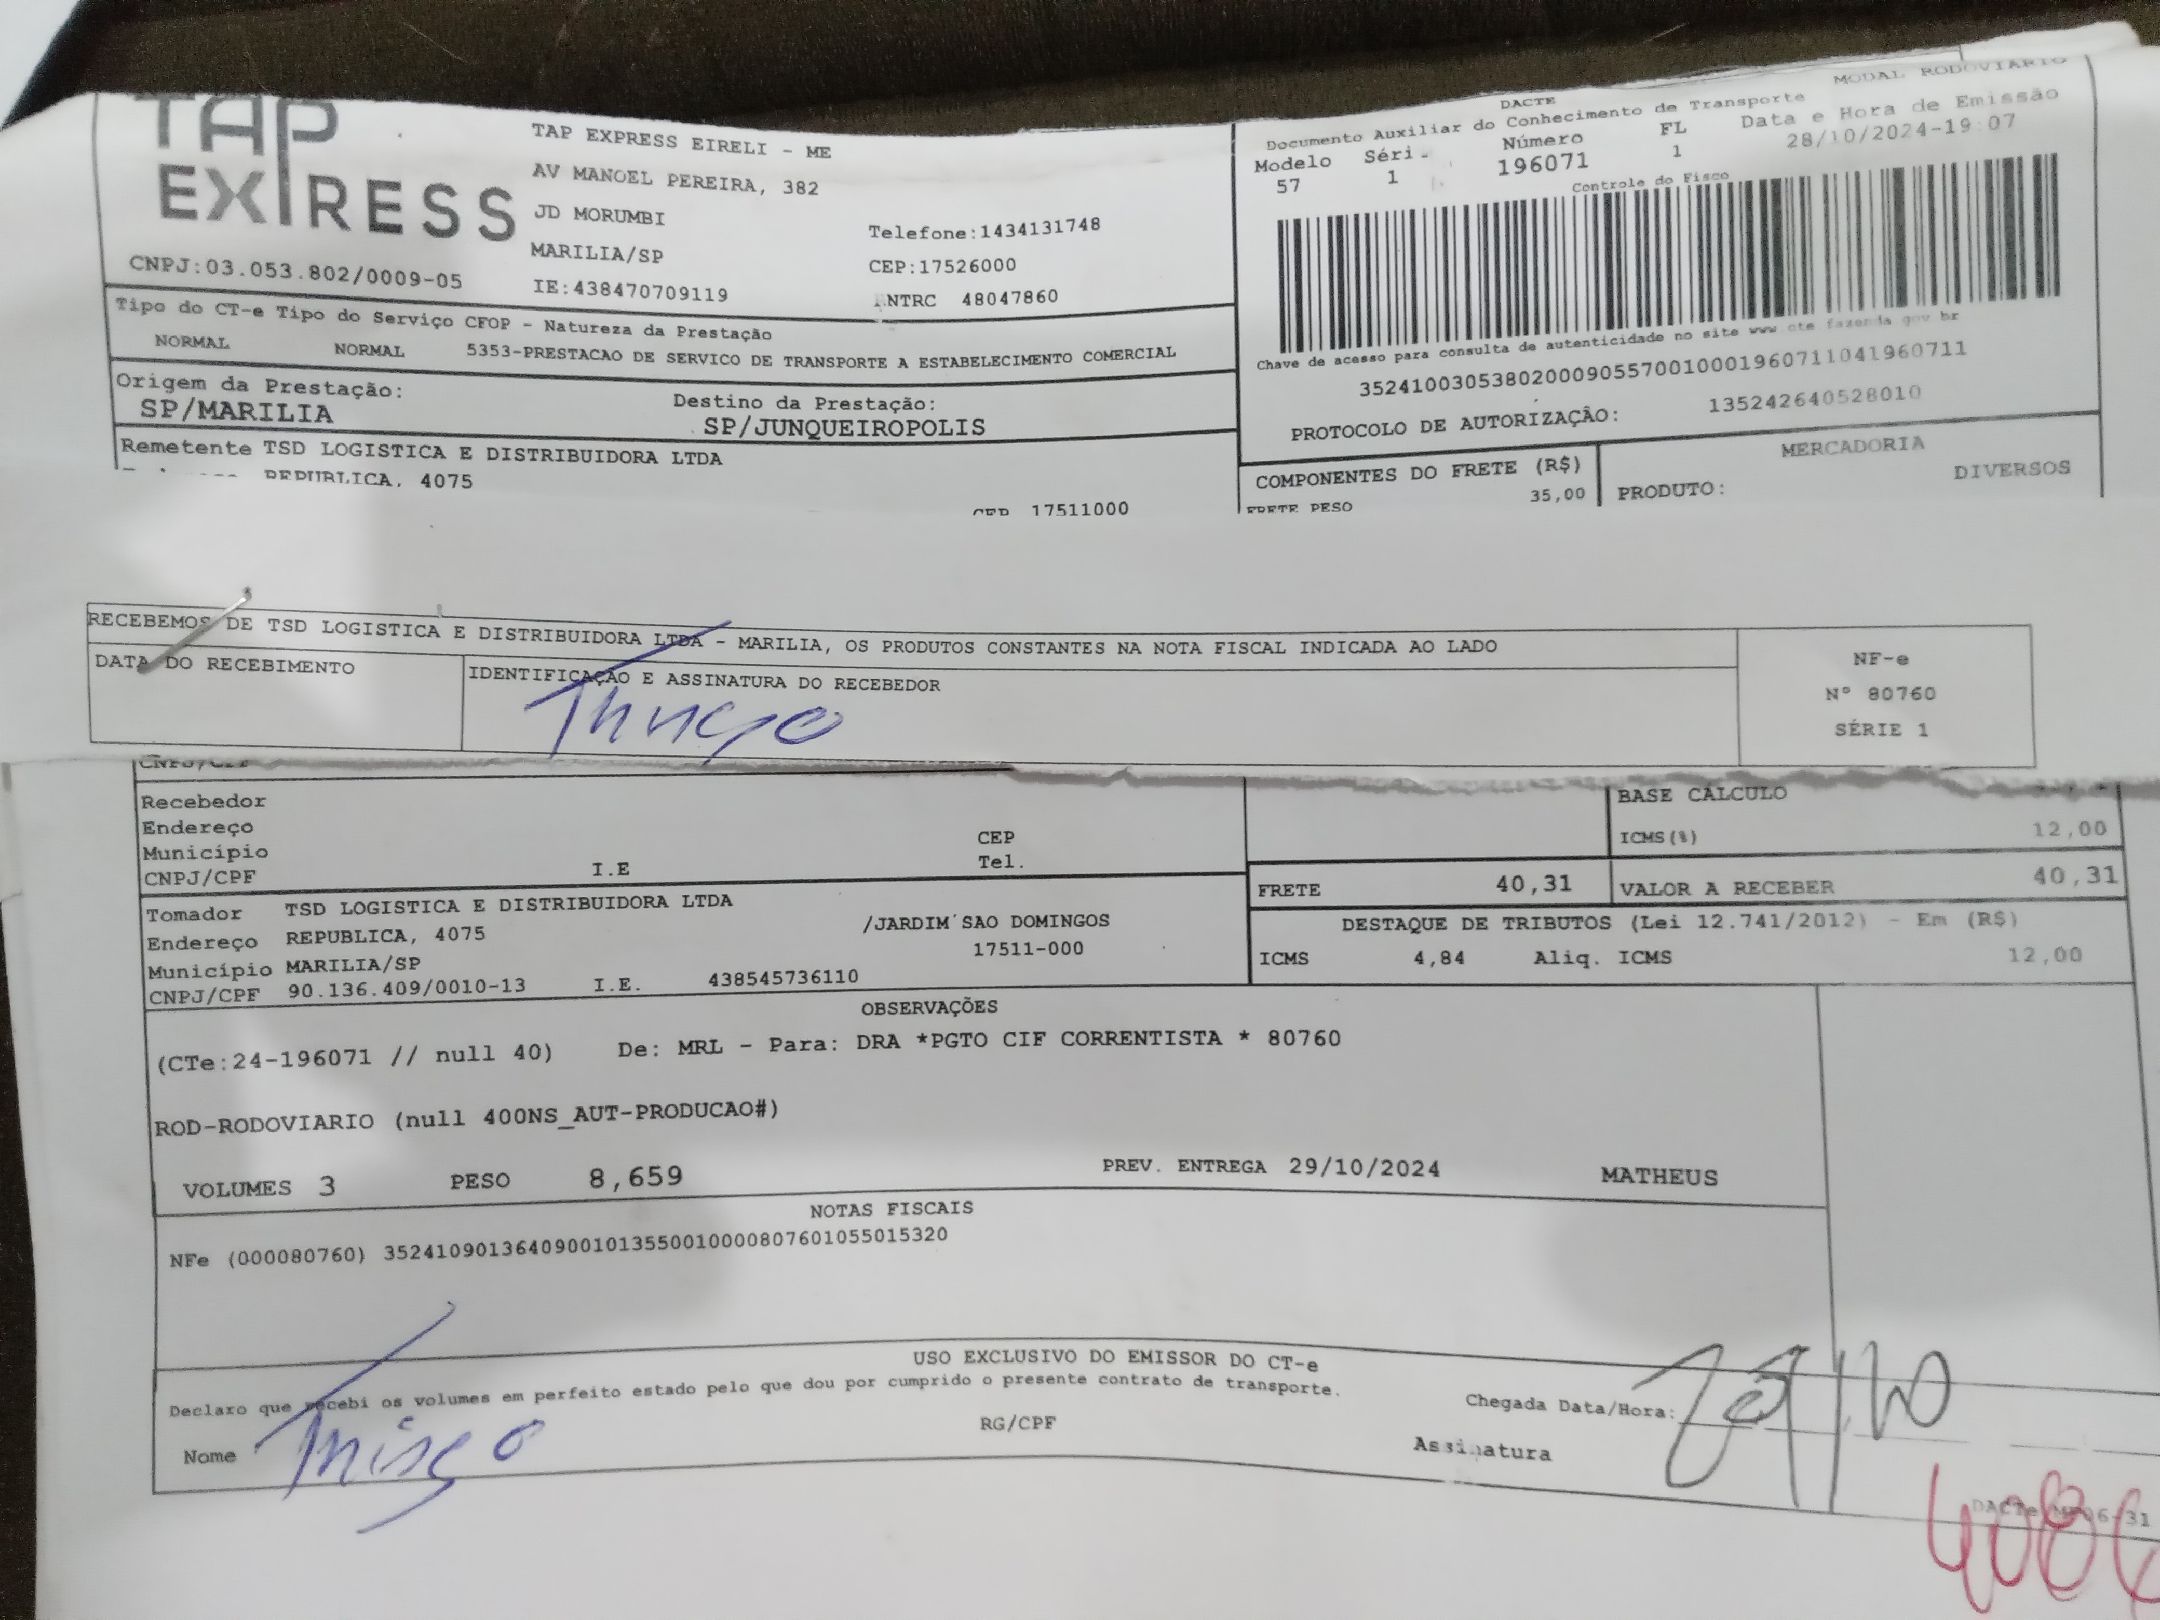 TAP
EXPRESS
CNPJ:03.053.802/0009-05
TAP EXPRESS EIRELI - ME
AV MANOEL PEREIRA, 382
JD MORUMBI
MARILIA/SP
IE:438470709119
Telefone:1434131748
CEP:17526000
NTRC 48047860
MODAL RODOVIARIO
DACTE
Documento Auxiliar do Conhecimento de Transporte
Modelo Séri Número FL Data e Hora de Emissão
57 1 196071 1 28/10/2024-19:07
Controle do Fisco
Chave de acesso para consulta de autenticidade no site www cte fazenda gov br
35241003053802000905570010001960711041960711
PROTOCOLO DE AUTORIZAÇÃO: 135242640528010
Tipo do CT-e Tipo do Serviço CFOP - Natureza da Prestação
NORMAL NORMAL 5353-PRESTACAO DE SERVICO DE TRANSPORTE A ESTABELECIMENTO COMERCIAL
Origem da Prestação: Destino da Prestação:
SP/MARILIA SP/JUNQUEIROPOLIS
Remetente TSD LOGISTICA E DISTRIBUIDORA LTDA
REPUBLICA, 4075
CEP 17511000
COMPONENTES DO FRETE (R$)
FRETE PESO 35,00
MERCADORIA
PRODUTO: DIVERSOS
RECEBEMOS DE TSD LOGISTICA E DISTRIBUIDORA LTDA - MARILIA, OS PRODUTOS CONSTANTES NA NOTA FISCAL INDICADA AO LADO
DATA DO RECEBIMENTO
IDENTIFICAÇÃO E ASSINATURA DO RECEBEDOR
Thiago
NF-e
Nº 80760
SÉRIE 1
CNPJ/CPF
Recebedor
Endereço
Município CEP
CNPJ/CPF I.E Tel.
BASE CÁLCULO
ICMS(%) 12,00
FRETE 40,31 VALOR A RECEBER 40,31
Tomador TSD LOGISTICA E DISTRIBUIDORA LTDA
Endereço REPUBLICA, 4075 /JARDIM SAO DOMINGOS
Município MARILIA/SP 17511-000
CNPJ/CPF 90.136.409/0010-13 I.E. 438545736110
DESTAQUE DE TRIBUTOS (Lei 12.741/2012) - Em (R$)
ICMS 4,84 Aliq. ICMS 12,00
OBSERVAÇÕES
(CTe:24-196071 // null 40) De: MRL - Para: DRA *PGTO CIF CORRENTISTA * 80760
ROD-RODOVIARIO (null 400NS_AUT-PRODUCAO#)
VOLUMES 3 PESO 8,659 PREV. ENTREGA 29/10/2024 MATHEUS
NOTAS FISCAIS
NFe (000080760) 35241090136409001013550010000807601055015320
USO EXCLUSIVO DO EMISSOR DO CT-e
Declaro que recebi os volumes em perfeito estado pelo que dou por cumprido o presente contrato de transporte.
Nome Thiago
RG/CPF
Chegada Data/Hora: 29/10
Assinatura